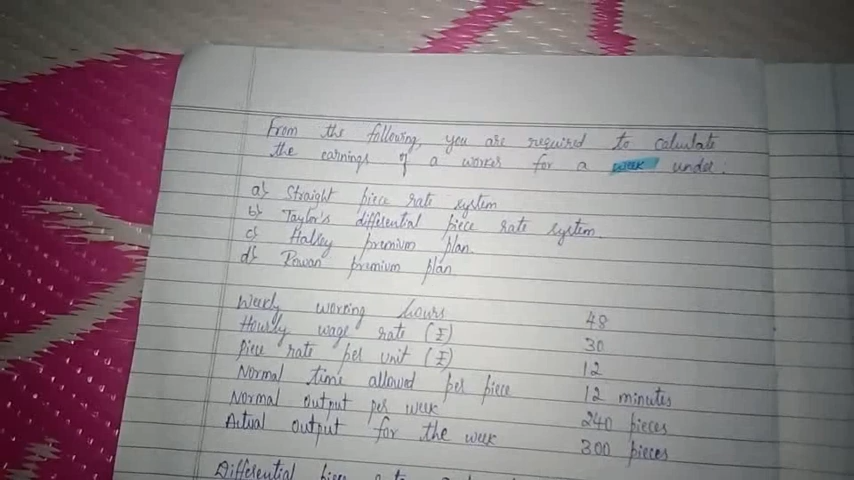 From the following, you are required to calculate
the earnings of a worker for a week under:
a) Straight piece rate system
b) Taylor's differential piece rate system.
c) Halsey premium plan.
d) Rowan premium plan
Weekly working hours 48
Hourly wage rate (₹) 30
Piece rate per unit (₹) 12
Normal time allowed per piece 12 minutes
Normal output per week 240 pieces
Actual output for the week 300 pieces
Differential piece